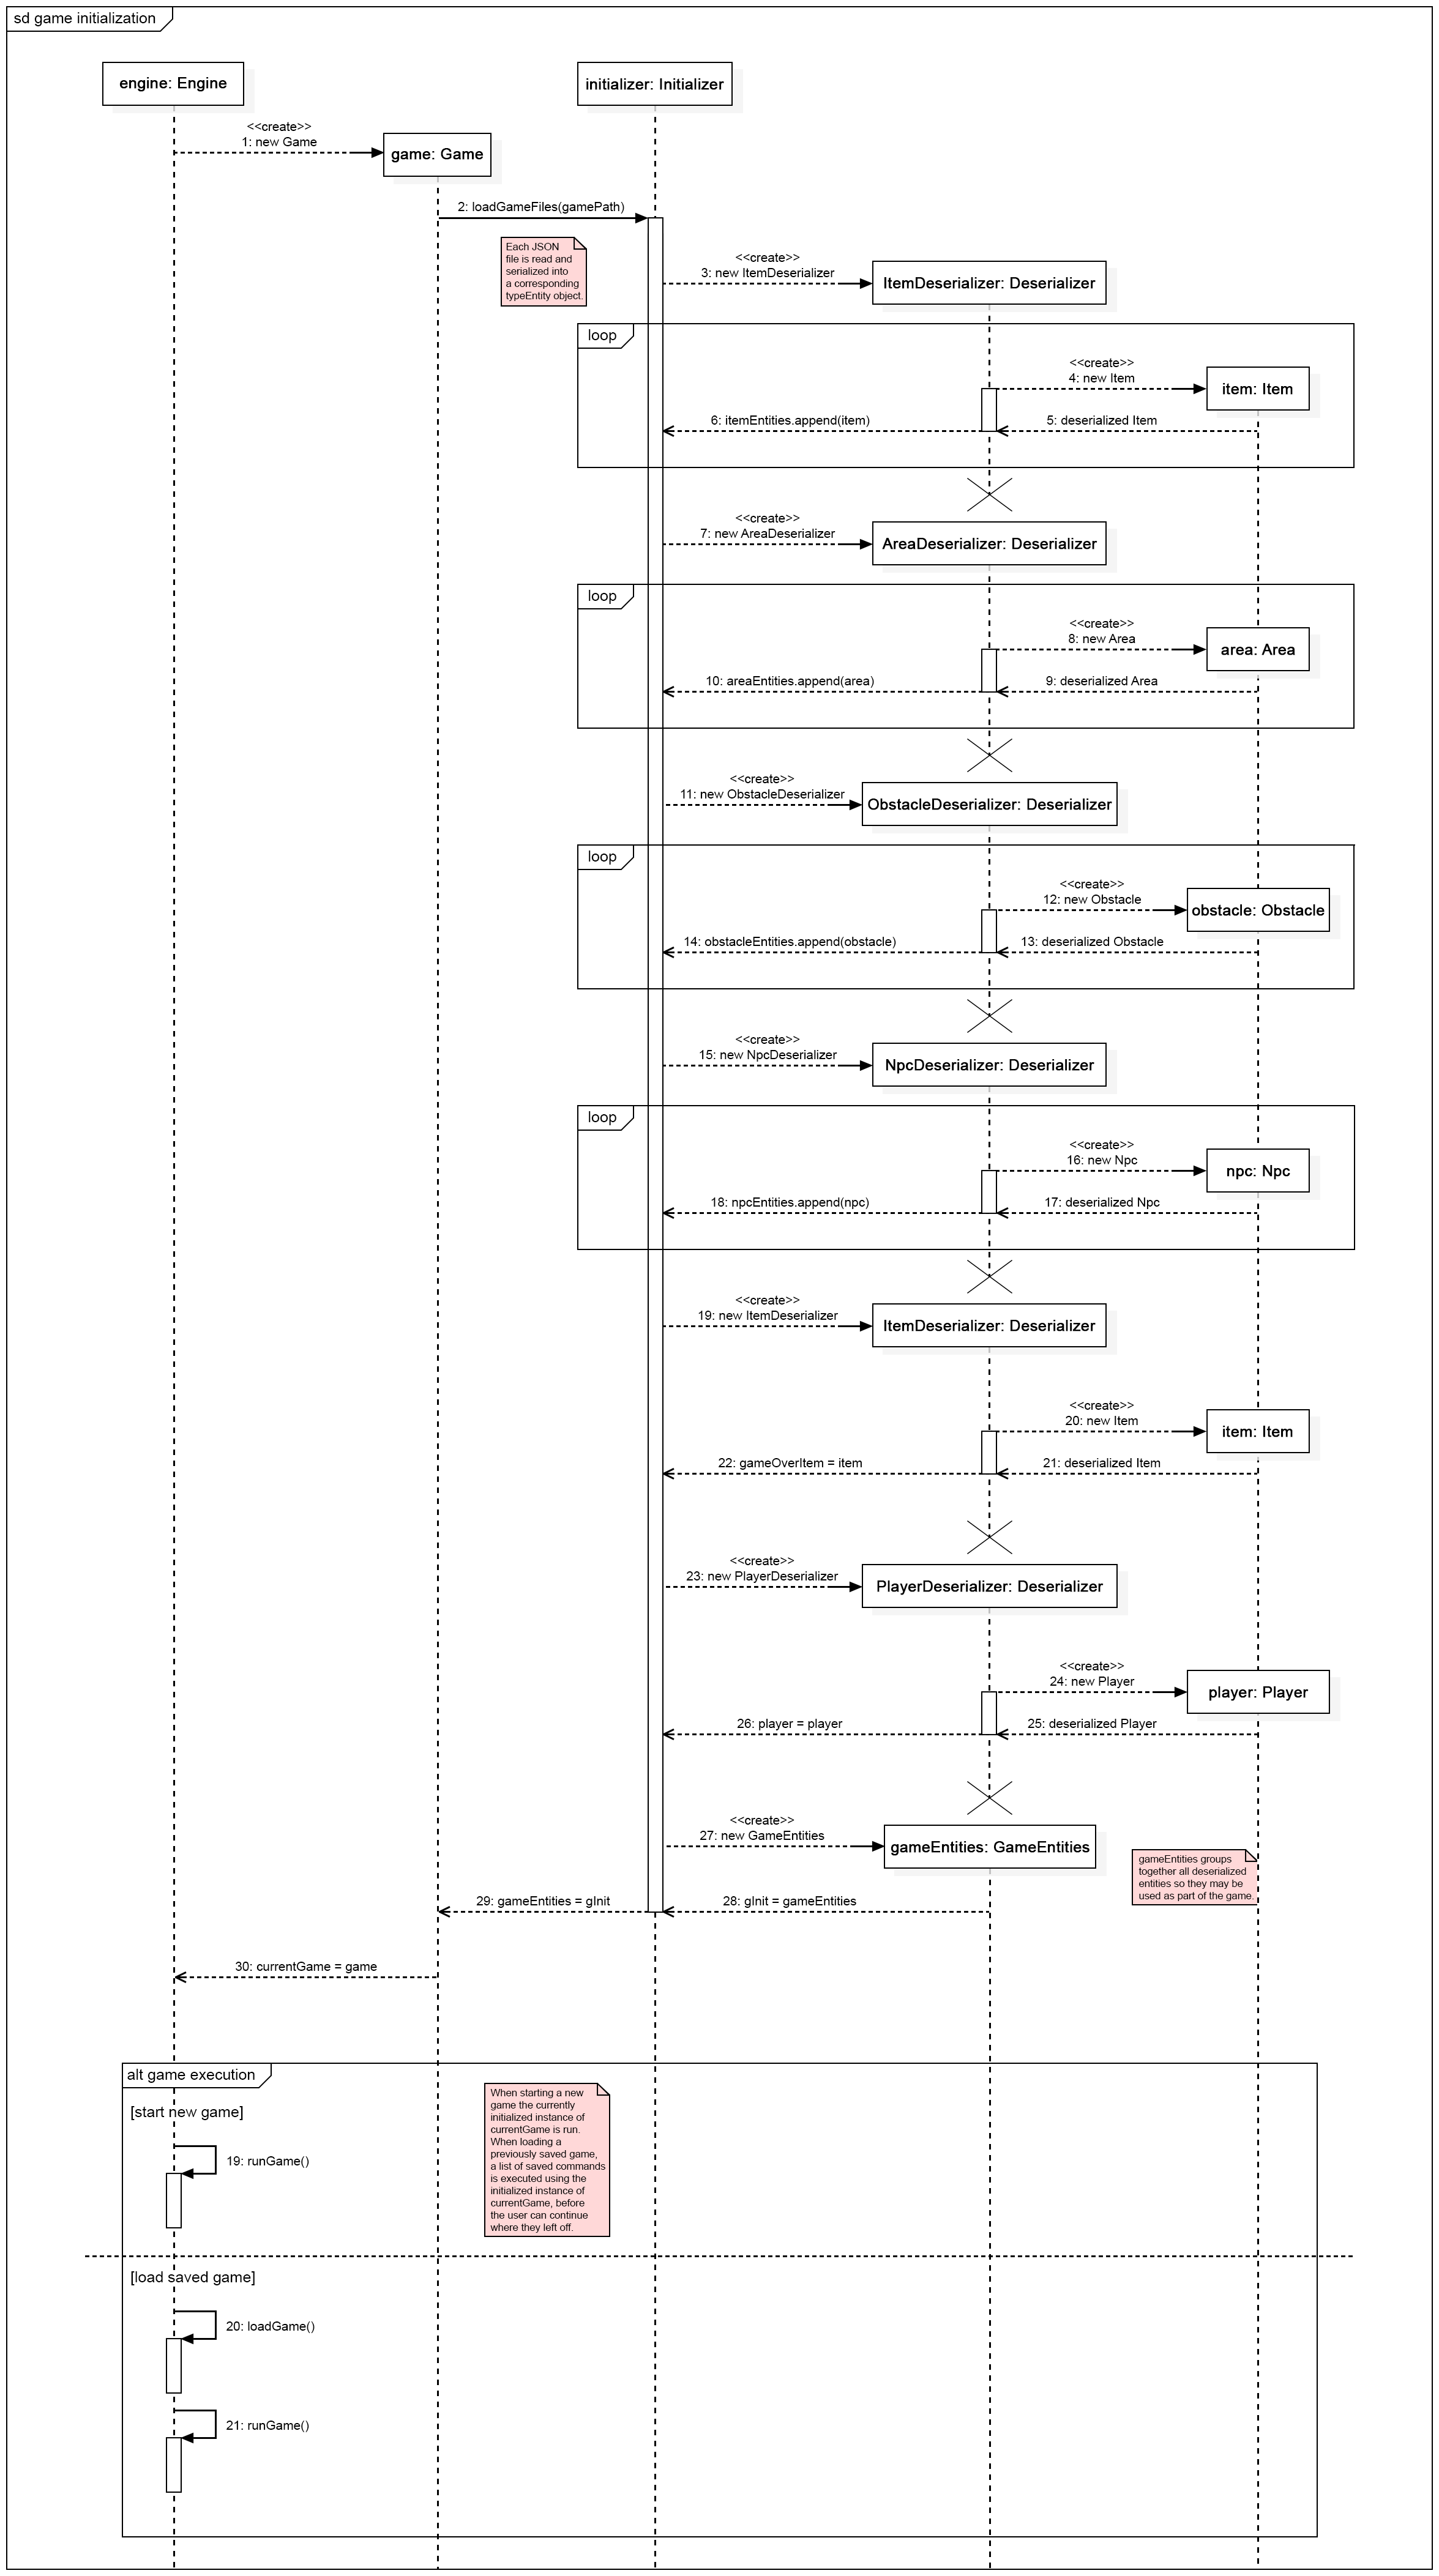 sd game initialization
engine: Engine
initializer: Initializer
<<create>>
1: new Game
game: Game
2: loadGameFiles(gamePath)
Each JSON
file is read and
serialized into
a corresponding
typeEntity object.
<<create>>
3: new ItemDeserializer
ItemDeserializer: Deserializer
loop
<<create>>
4: new Item
item: Item
6: itemEntities.append(item)
5: deserialized Item
<<create>>
7: new AreaDeserializer
AreaDeserializer: Deserializer
loop
<<create>>
8: new Area
area: Area
10: areaEntities.append(area)
9: deserialized Area
<<create>>
11: new ObstacleDeserializer
ObstacleDeserializer: Deserializer
loop
<<create>>
12: new Obstacle
obstacle: Obstacle
14: obstacleEntities.append(obstacle)
13: deserialized Obstacle
<<create>>
15: new NpcDeserializer
NpcDeserializer: Deserializer
loop
<<create>>
16: new Npc
npc: Npc
18: npcEntities.append(npc)
17: deserialized Npc
<<create>>
19: new ItemDeserializer
ItemDeserializer: Deserializer
<<create>>
20: new Item
item: Item
22: gameOverItem = item
21: deserialized Item
<<create>>
23: new PlayerDeserializer
PlayerDeserializer: Deserializer
<<create>>
24: new Player
player: Player
26: player = player
25: deserialized Player
<<create>>
27: new GameEntities
gameEntities: GameEntities
gameEntities groups
together all deserialized
entities so they may be
used as part of the game.
29: gameEntities = gInit
28: gInit = gameEntities
30: currentGame = game
alt game execution
[start new game]
When starting a new
game the currently
initialized instance of
currentGame is run.
When loading a
previously saved game,
a list of saved commands
is executed using the
initialized instance of
currentGame, before
the user can continue
where they left off.
19: runGame()
[load saved game]
20: loadGame()
21: runGame()